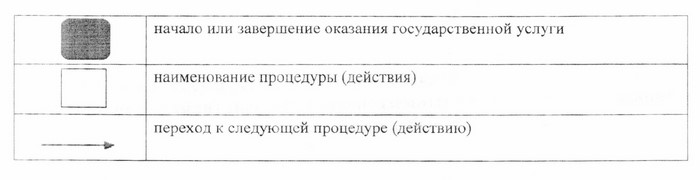 начало или завершение оказания государственной услуги
наименование процедуры (действия)
переход к следующей процедуре (действию)